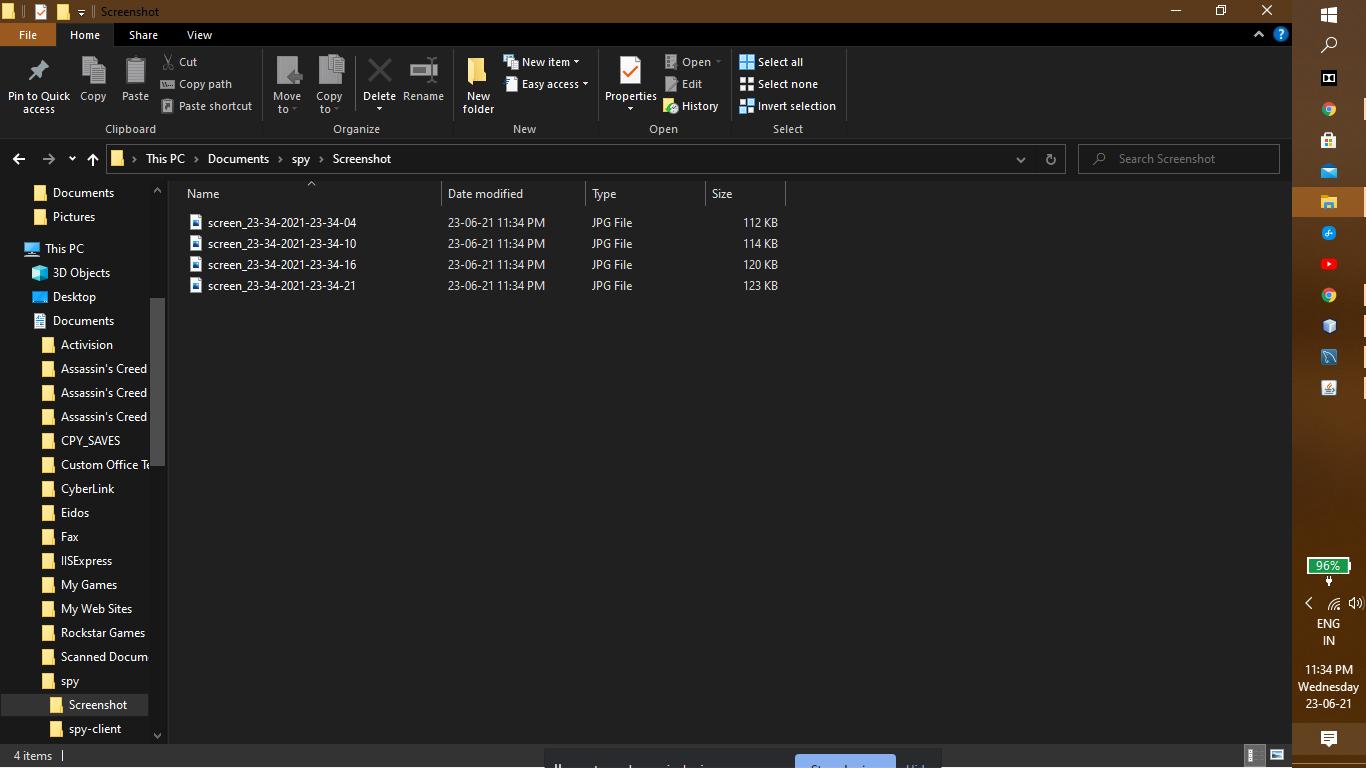 Screenshot
File Home Share View
Pin to Quick access
Copy
Paste
Cut
Copy path
Paste shortcut
Move to
Copy to
Delete
Rename
New folder
New item
Easy access
Properties
Open
Edit
History
Select all
Select none
Invert selection
Clipboard Organize New Open Select
This PC Documents spy Screenshot
Search Screenshot
Name Date modified Type Size
screen_23-34-2021-23-34-04 23-06-21 11:34 PM JPG File 112 KB
screen_23-34-2021-23-34-10 23-06-21 11:34 PM JPG File 114 KB
screen_23-34-2021-23-34-16 23-06-21 11:34 PM JPG File 120 KB
screen_23-34-2021-23-34-21 23-06-21 11:34 PM JPG File 123 KB
Documents
Pictures
This PC
3D Objects
Desktop
Documents
Activision
Assassin's Creed
Assassin's Creed
Assassin's Creed
CPY_SAVES
Custom Office Te
CyberLink
Eidos
Fax
IISExpress
My Games
My Web Sites
Rockstar Games
Scanned Docum
spy
Screenshot
spy-client
4 items
96%
ENG
IN
11:34 PM
Wednesday
23-06-21